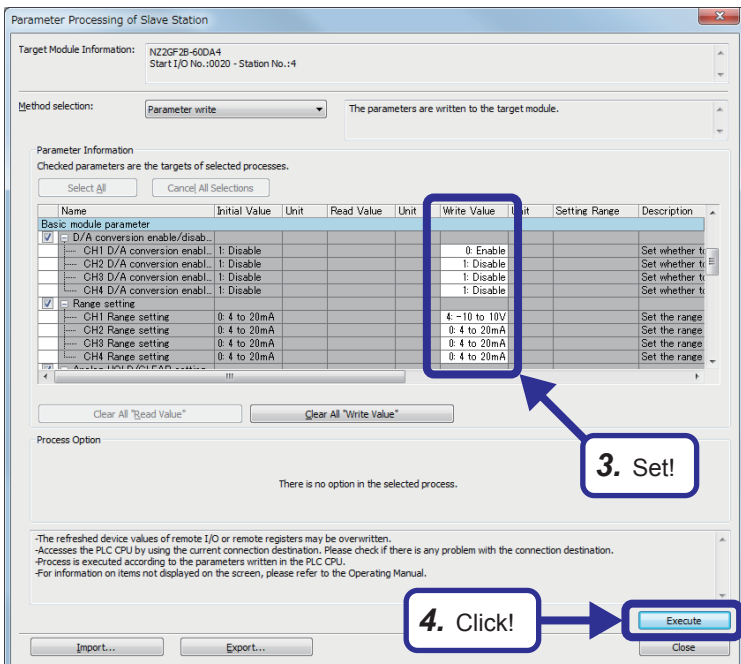 Parameter Processing of Slave Station
Target Module Information:
NZ2GF2B-60DA4
Start I/O No.:0020 - Station No.:4
Method selection:
Parameter write
The parameters are written to the target module.
Parameter Information
Checked parameters are the targets of selected processes.
Select All
Cancel All Selections
Name Initial Value Unit Read Value Unit Write Value Unit Setting Range Description
Basic module parameter
D/A conversion enable/disab...
CH1 D/A conversion enabl... 1: Disable 0: Enable Set whether to
CH2 D/A conversion enabl... 1: Disable 1: Disable Set whether to
CH3 D/A conversion enabl... 1: Disable 1: Disable Set whether to
CH4 D/A conversion enabl... 1: Disable 1: Disable Set whether to
Range setting
CH1 Range setting 0: 4 to 20mA 4: -10 to 10V Set the range
CH2 Range setting 0: 4 to 20mA 0: 4 to 20mA Set the range
CH3 Range setting 0: 4 to 20mA 0: 4 to 20mA Set the range
CH4 Range setting 0: 4 to 20mA 0: 4 to 20mA Set the range
Analog HOLD/CLEAR setting
Clear All "Read Value"
Clear All "Write Value"
3. Set!
Process Option
There is no option in the selected process.
-The refreshed device values of remote I/O or remote registers may be overwritten.
-Accesses the PLC CPU by using the current connection destination. Please check if there is any problem with the connection destination.
-Process is executed according to the parameters written in the PLC CPU.
-For information on items not displayed on the screen, please refer to the Operating Manual.
4. Click!
Execute
Import...
Export...
Close